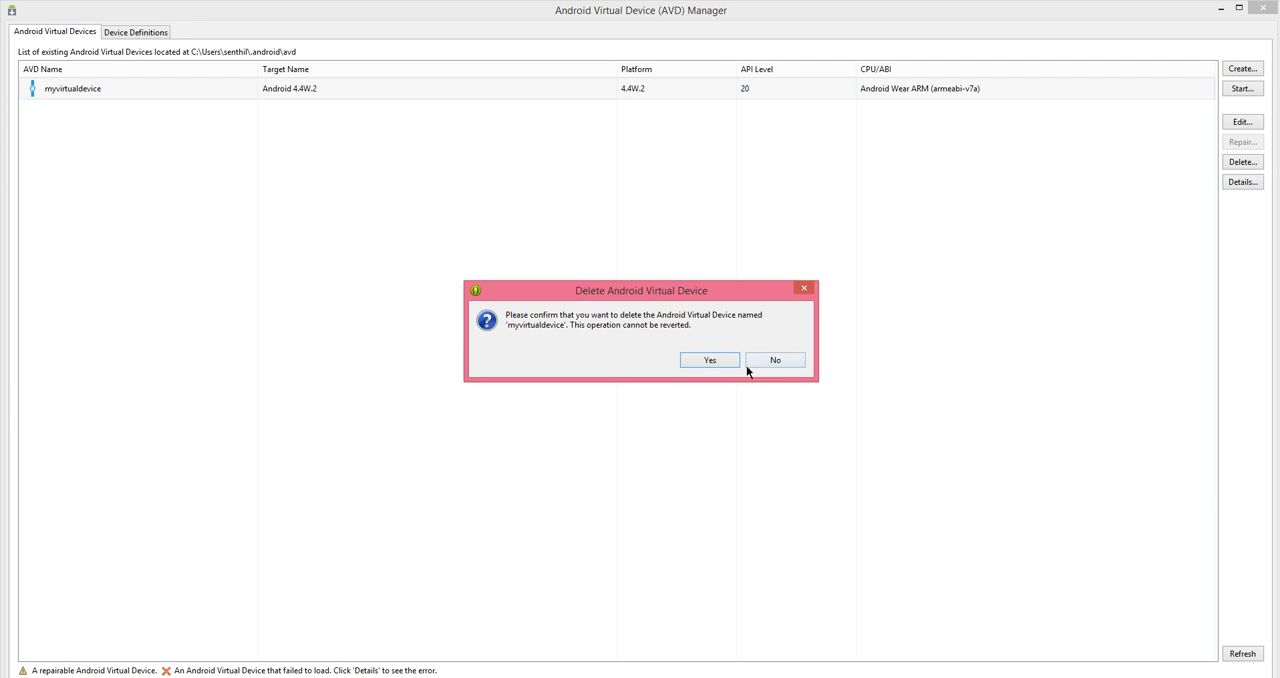 Android Virtual Device (AVD) Manager
Android Virtual Devices
Device Definitions
List of existing Android Virtual Devices located at C:\Users\senthil\.android\avd
AVD Name Target Name Platform API Level CPU/ABI
myvirtualdevice Android 4.4W.2 4.4W.2 20 Android Wear ARM (armeabi-v7a)
Create...
Start...
Edit...
Repair...
Delete...
Details...
Delete Android Virtual Device
Please confirm that you want to delete the Android Virtual Device named
'myvirtualdevice'. This operation cannot be reverted.
Yes No
Refresh
A repairable Android Virtual Device. An Android Virtual Device that failed to load. Click 'Details' to see the error.